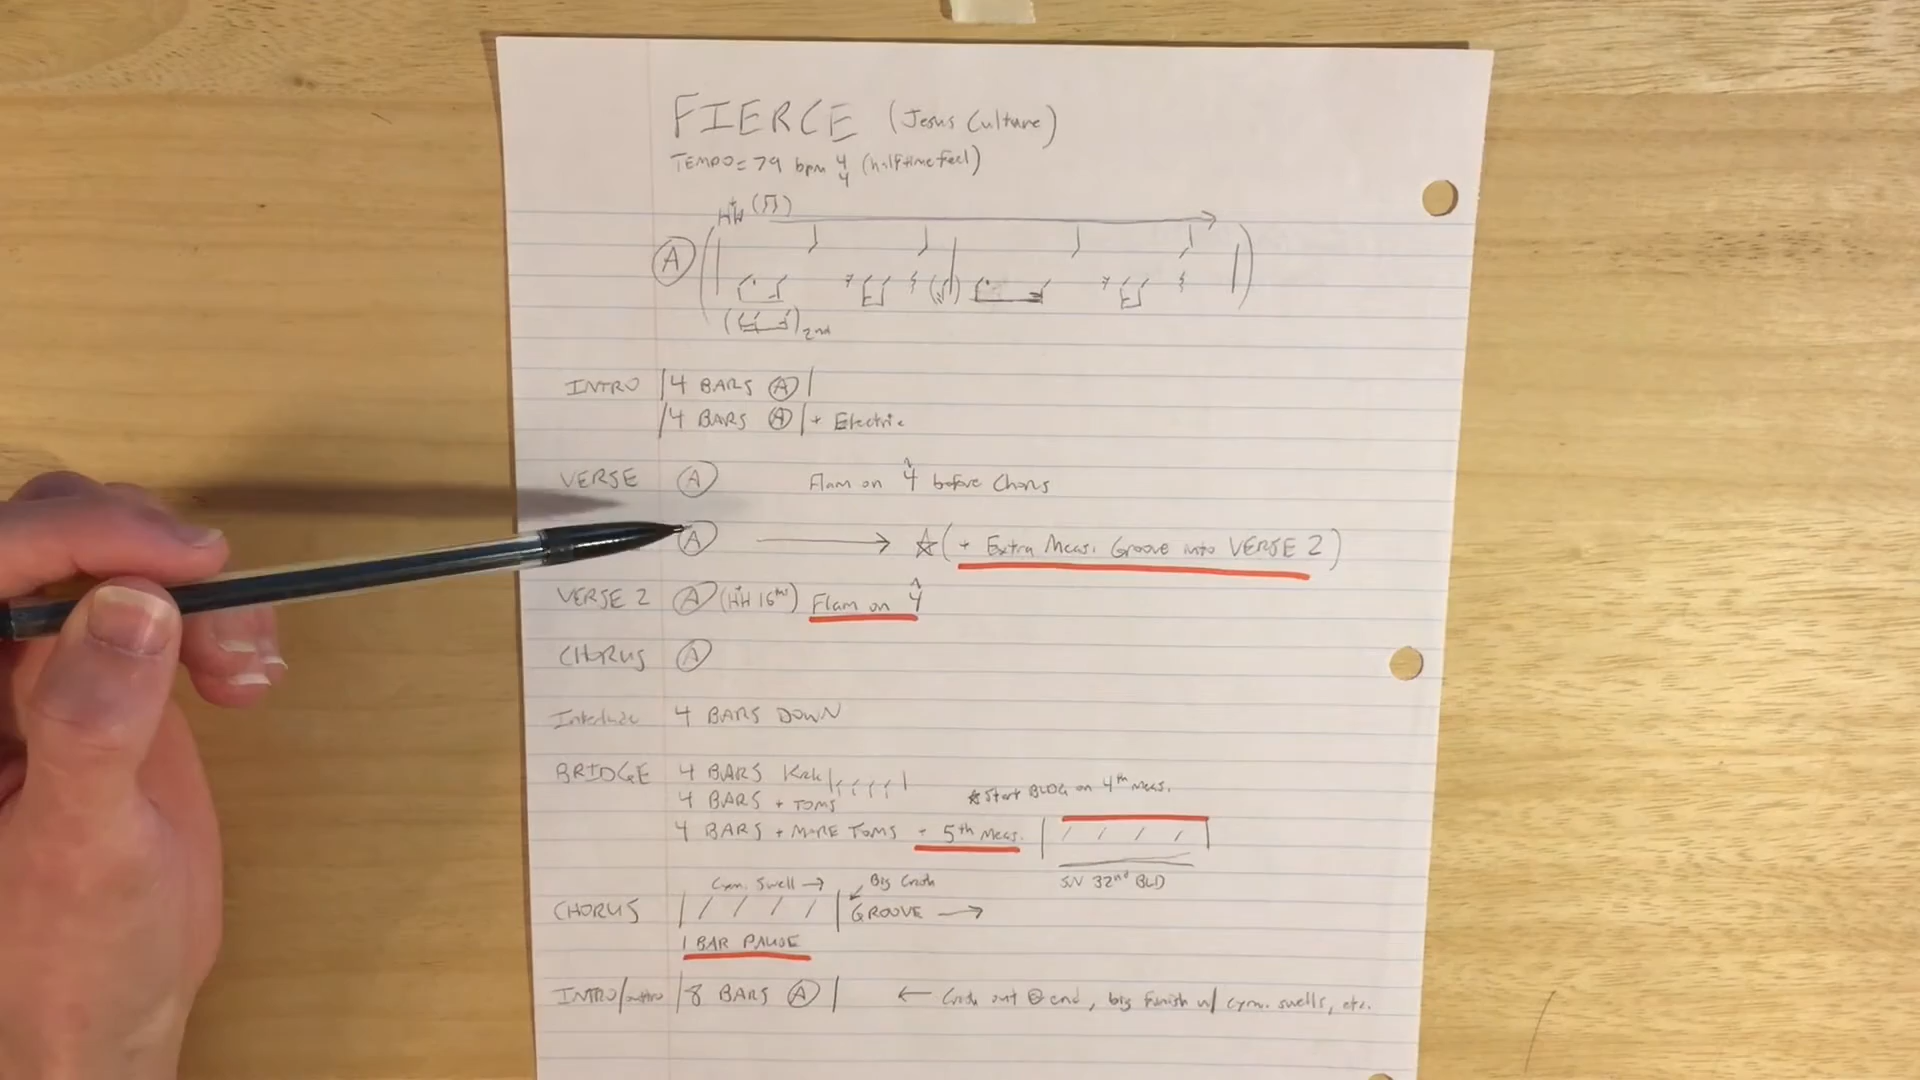 FIERCE (Jesus Culture)
TEMPO = 79 bpm 4/4 (halftime feel)
HH (♫)
A
( )2nd
INTRO |4 BARS A|
|4 BARS A| + Electric
VERSE A Flam on 4 before Chorus
A → ☆ (+ Extra Meas. Groove into VERSE 2)
VERSE 2 A (HH 16ths) Flam on 4
CHORUS A
Interlude 4 BARS DOWN
BRIDGE 4 BARS Kick
4 BARS + TOMS ☆ Start BLDG on 4th meas.
4 BARS + MORE TOMS + 5th Meas. | / / / / |
SN 32nd BLD
Cym. Swell → Big Crash
CHORUS | / / / / | GROOVE →
1 BAR PAUSE
INTRO/outro |8 BARS A| ← Crash out @ end, big finish w/ cym. swells, etc.